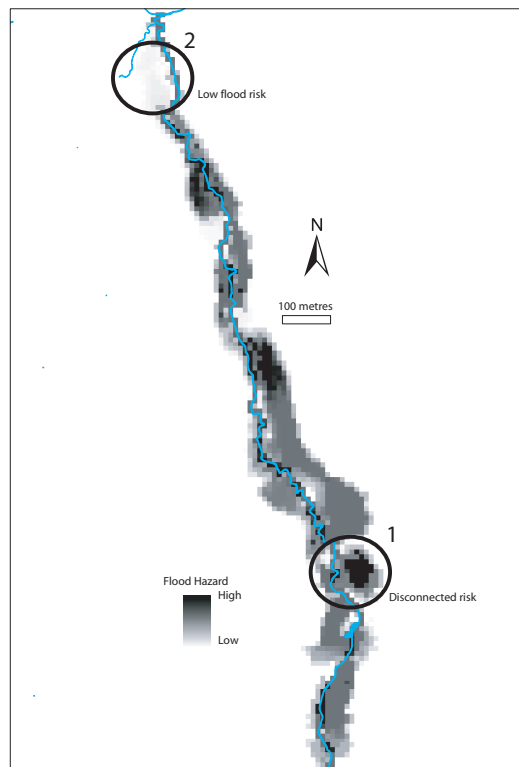 2
Low flood risk
N
100 metres
1
Flood Hazard
High
Disconnected risk
Low